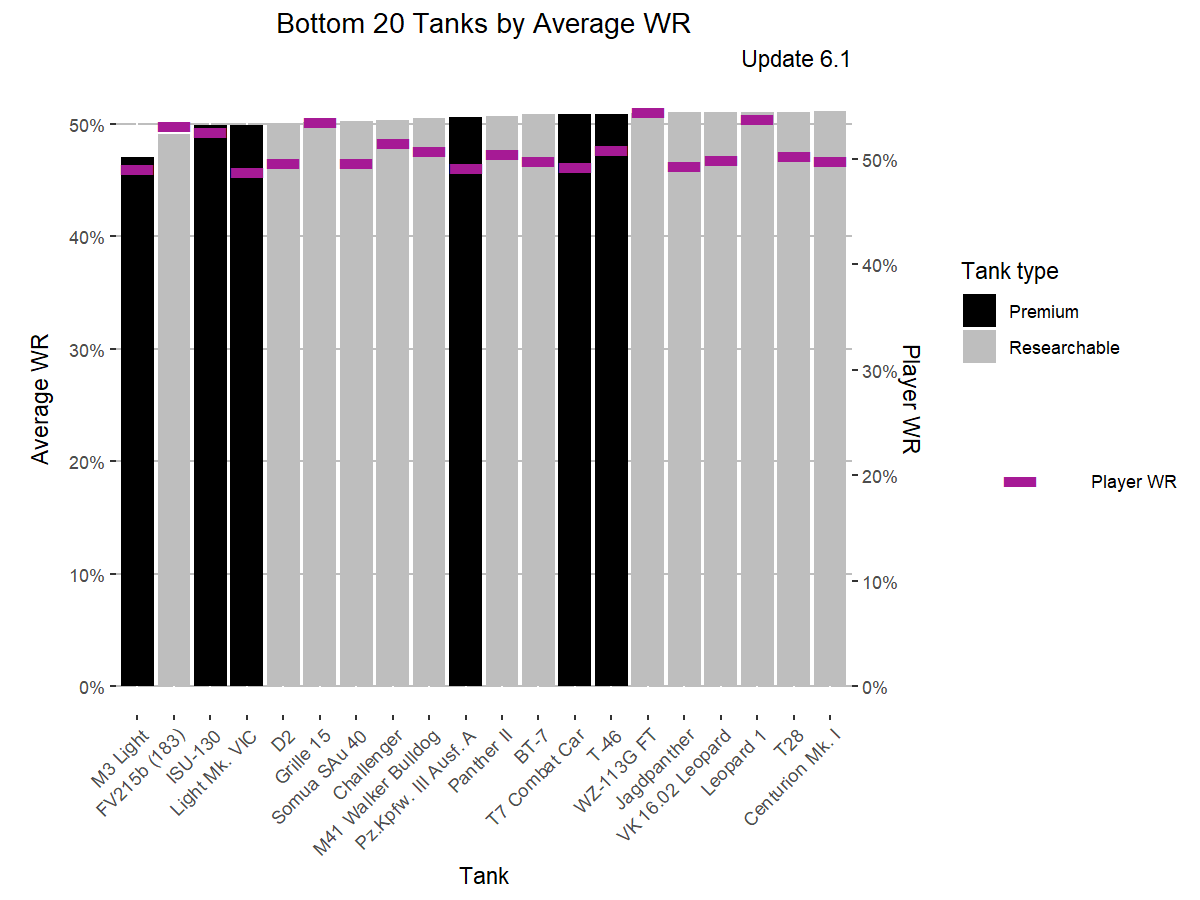 Bottom 20 Tanks by Average WR
Update 6.1
Average WR
50%
40%
30%
20%
10%
0%
50%
40%
30%
20%
10%
0%
Player WR
M3 Light
FV215b (183)
ISU-130
Light Mk. VIC
D2
Grille 15
Somua SAu 40
Challenger
M41 Walker Bulldog
Pz.Kpfw. III Ausf. A
Panther II
BT-7
T7 Combat Car
T-46
WZ-113G FT
Jagdpanther
VK 16.02 Leopard
Leopard 1
T28
Centurion Mk. I
Tank
Tank type
Premium
Researchable
Player WR